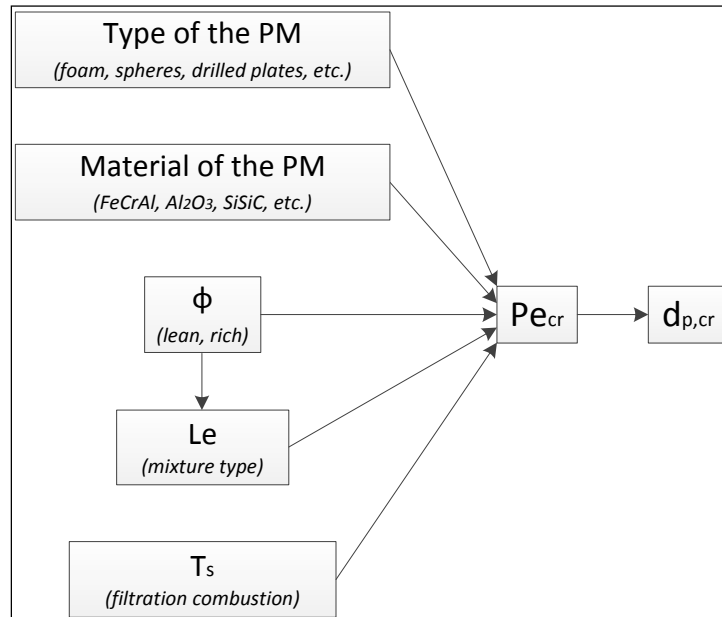 Type of the PM
(foam, spheres, drilled plates, etc.)
Material of the PM
(FeCrAl, Al2O3, SiSiC, etc.)
ϕ
(lean, rich)
Pecr
dp,cr
Le
(mixture type)
Ts
(filtration combustion)